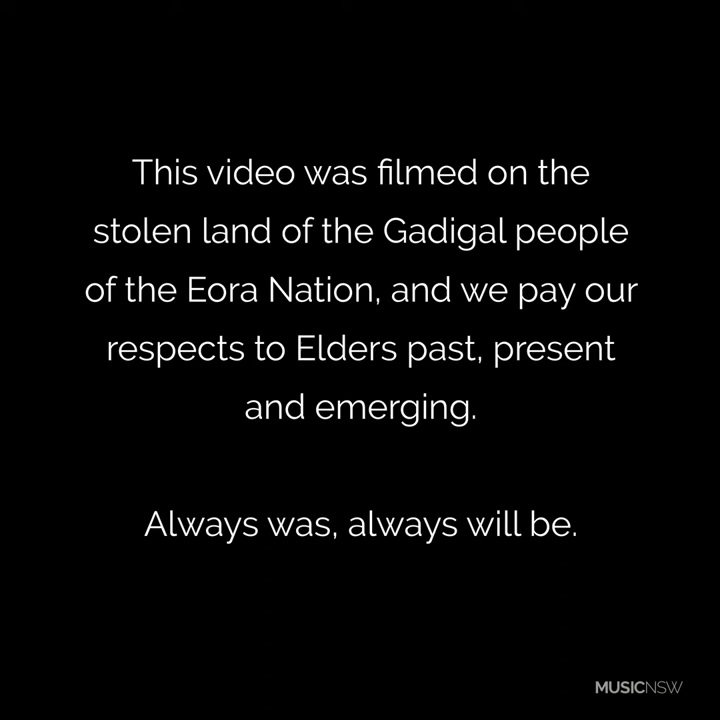 This video was filmed on the
stolen land of the Gadigal people
of the Eora Nation, and we pay our
respects to Elders past, present
and emerging.
Always was, always will be.
MUSICNSW